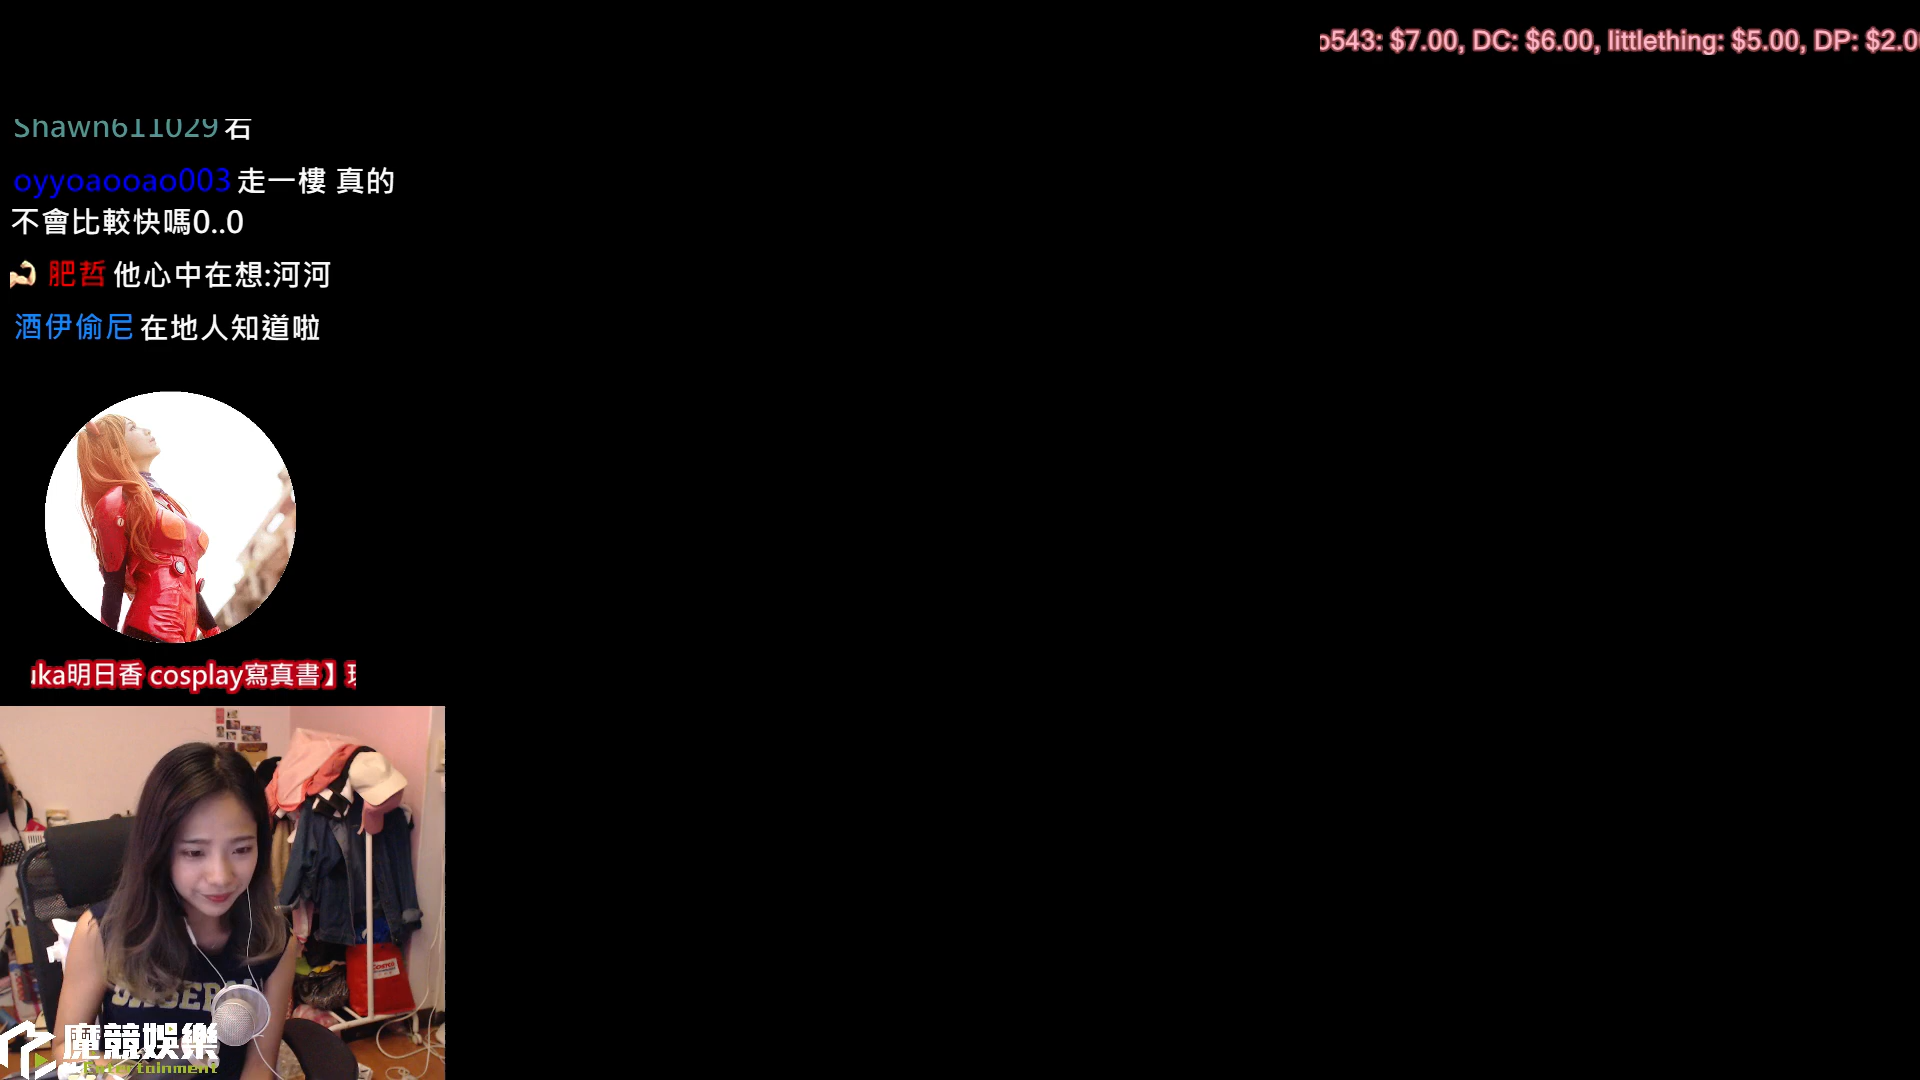 o543: $7.00, DC: $6.00, littlething: $5.00, DP: $2.0
Shawn611029 石
oyyoaooao003 走一樓 真的
不會比較快嗎0..0
肥哲 他心中在想:河河
酒伊偷尼 在地人知道啦
uka明日香 cosplay寫真書】
魔競娛樂
Entertainment